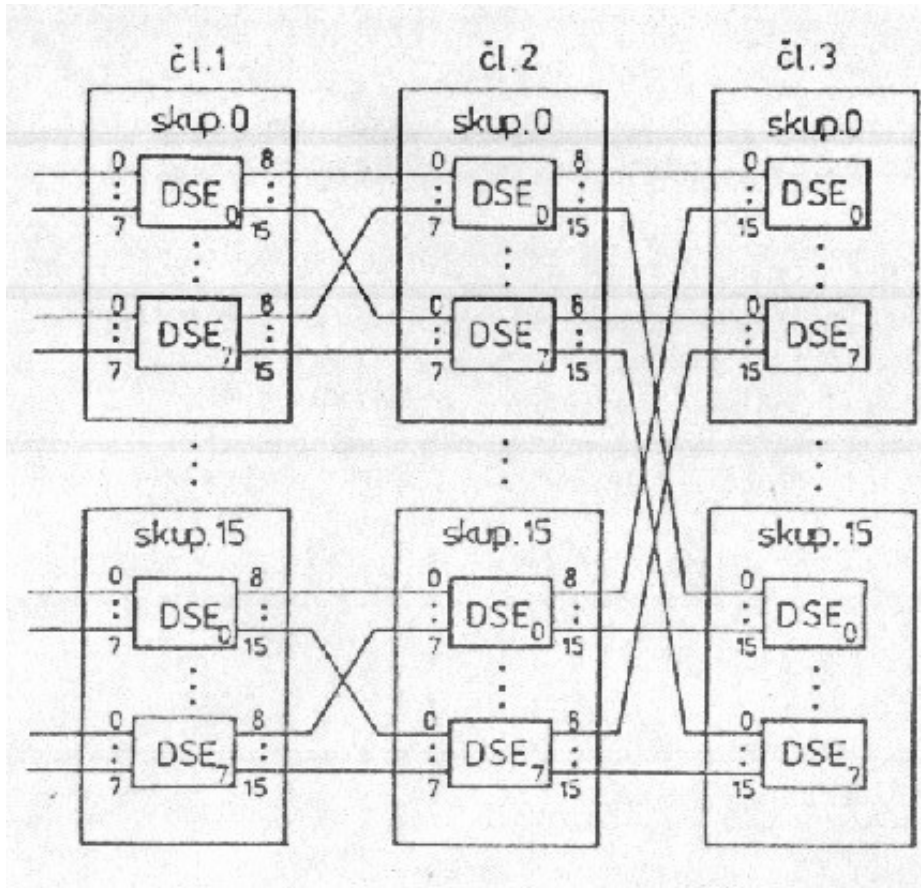 čl.1 čl.2 čl.3
skup.0 skup.0 skup.0
0 8 0 8 0
DSE0 DSE0 DSE0
7 15 7 15 15
0 8 0 8 0
DSE7 DSE7 DSE7
7 15 7 15 15
skup.15 skup.15 skup.15
0 8 0 8 0
DSE0 DSE0 DSE0
7 15 7 15 15
0 8 0 8 0
DSE7 DSE7 DSE7
7 15 7 15 15